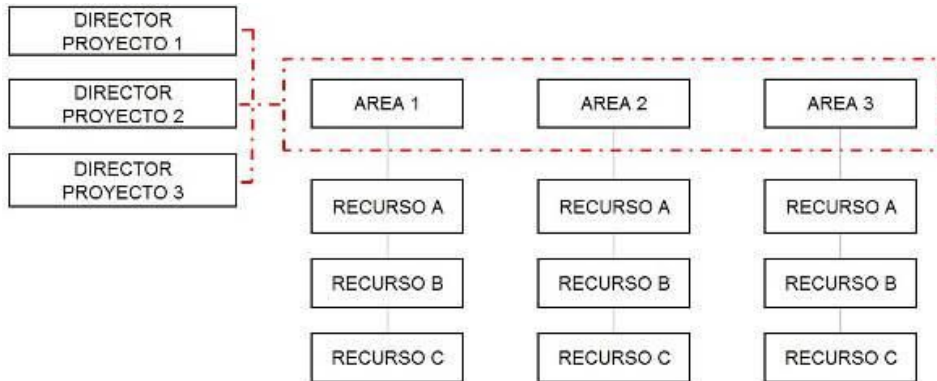 DIRECTOR
PROYECTO 1
DIRECTOR
PROYECTO 2
DIRECTOR
PROYECTO 3
AREA 1
AREA 2
AREA 3
RECURSO A
RECURSO A
RECURSO A
RECURSO B
RECURSO B
RECURSO B
RECURSO C
RECURSO C
RECURSO C